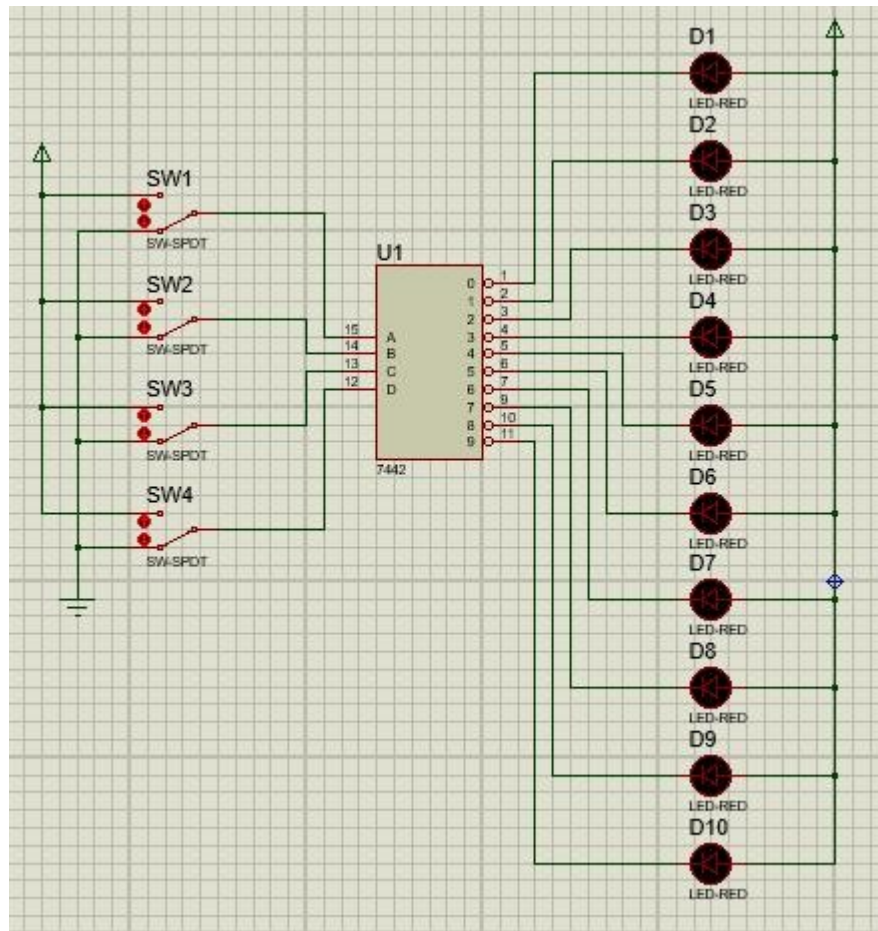 SW1
SW-SPDT
SW2
SW-SPDT
SW3
SW-SPDT
SW4
SW-SPDT
U1
15 A
14 B
13 C
12 D
0 1
1 2
2 3
3 4
4 5
5 6
6 7
7 9
8 10
9 11
7442
D1
LED-RED
D2
LED-RED
D3
LED-RED
D4
LED-RED
D5
LED-RED
D6
LED-RED
D7
LED-RED
D8
LED-RED
D9
LED-RED
D10
LED-RED